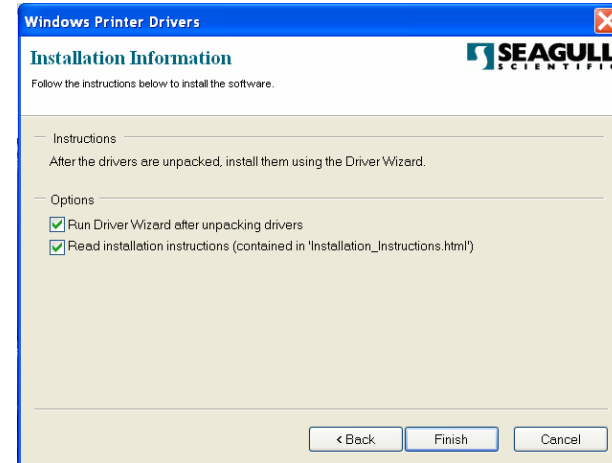 Windows Printer Drivers
Installation Information
SEAGULL
SCIENTIFIC
Follow the instructions below to install the software.
Instructions
After the drivers are unpacked, install them using the Driver Wizard.
Options
Run Driver Wizard after unpacking drivers
Read installation instructions (contained in 'Installation_Instructions.html')
< Back
Finish
Cancel